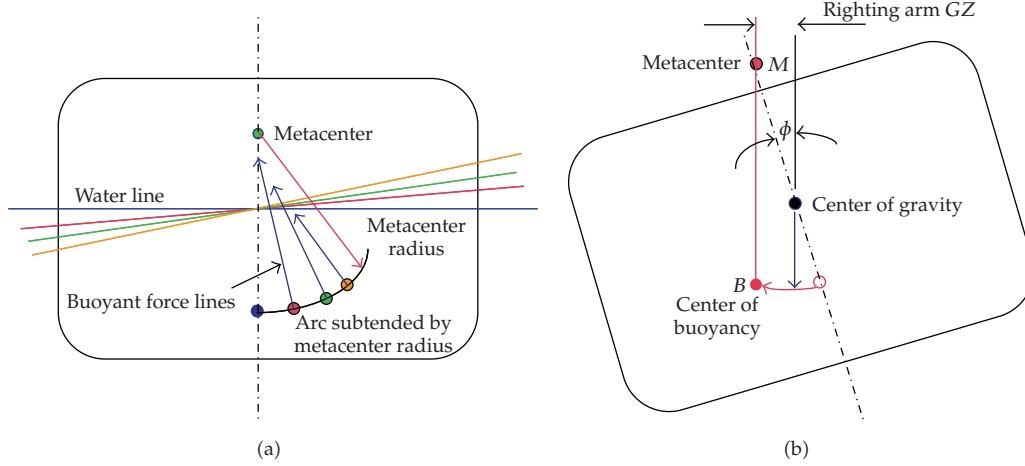 Metacenter
Water line
Metacenter
radius
Buoyant force lines
Arc subtended by
metacenter radius
(a)
Righting arm GZ
Metacenter
M
ϕ
Center of gravity
B
Center of
buoyancy
(b)